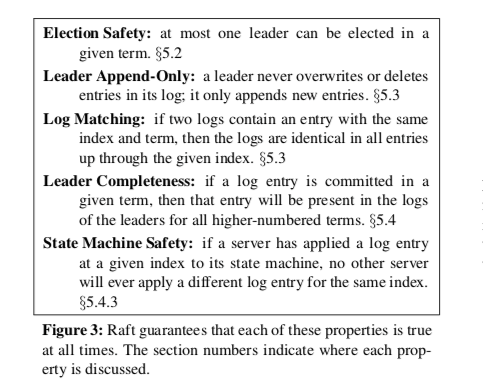 Election Safety: at most one leader can be elected in a
given term. §5.2
Leader Append-Only: a leader never overwrites or deletes
entries in its log; it only appends new entries. §5.3
Log Matching: if two logs contain an entry with the same
index and term, then the logs are identical in all entries
up through the given index. §5.3
Leader Completeness: if a log entry is committed in a
given term, then that entry will be present in the logs
of the leaders for all higher-numbered terms. §5.4
State Machine Safety: if a server has applied a log entry
at a given index to its state machine, no other server
will ever apply a different log entry for the same index.
§5.4.3
Figure 3: Raft guarantees that each of these properties is true
at all times. The section numbers indicate where each prop-
erty is discussed.